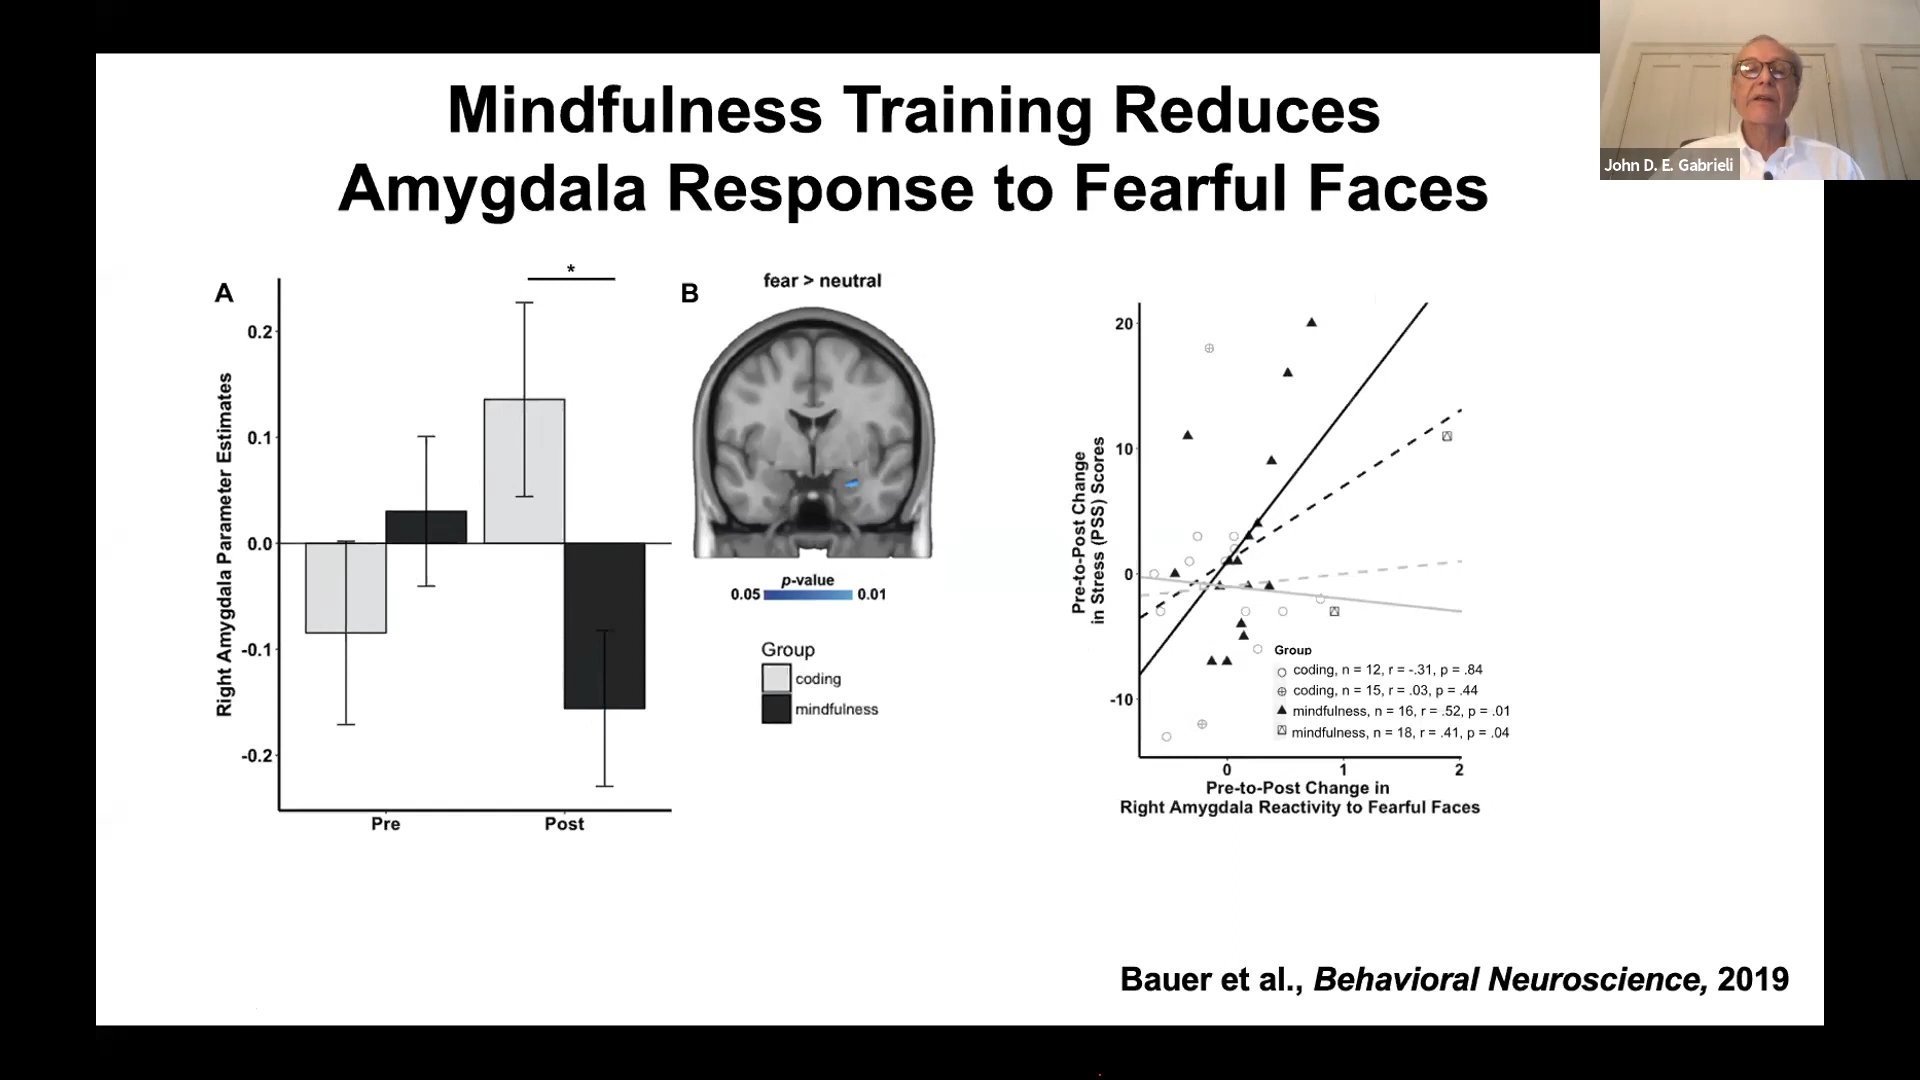 Mindfulness Training Reduces
Amygdala Response to Fearful Faces
John D. E. Gabrieli
A
*
0.2
0.1
0.0
-0.1
-0.2
Right Amygdala Parameter Estimates
Pre
Post
B
fear > neutral
p-value
0.05
0.01
Group
coding
mindfulness
20
10
0
-10
Pre-to-Post Change
in Stress (PSS) Scores
Group
coding, n = 12, r = -.31, p = .84
coding, n = 15, r = .03, p = .44
mindfulness, n = 16, r = .52, p = .01
mindfulness, n = 18, r = .41, p = .04
0
1
2
Pre-to-Post Change in
Right Amygdala Reactivity to Fearful Faces
Bauer et al., Behavioral Neuroscience, 2019